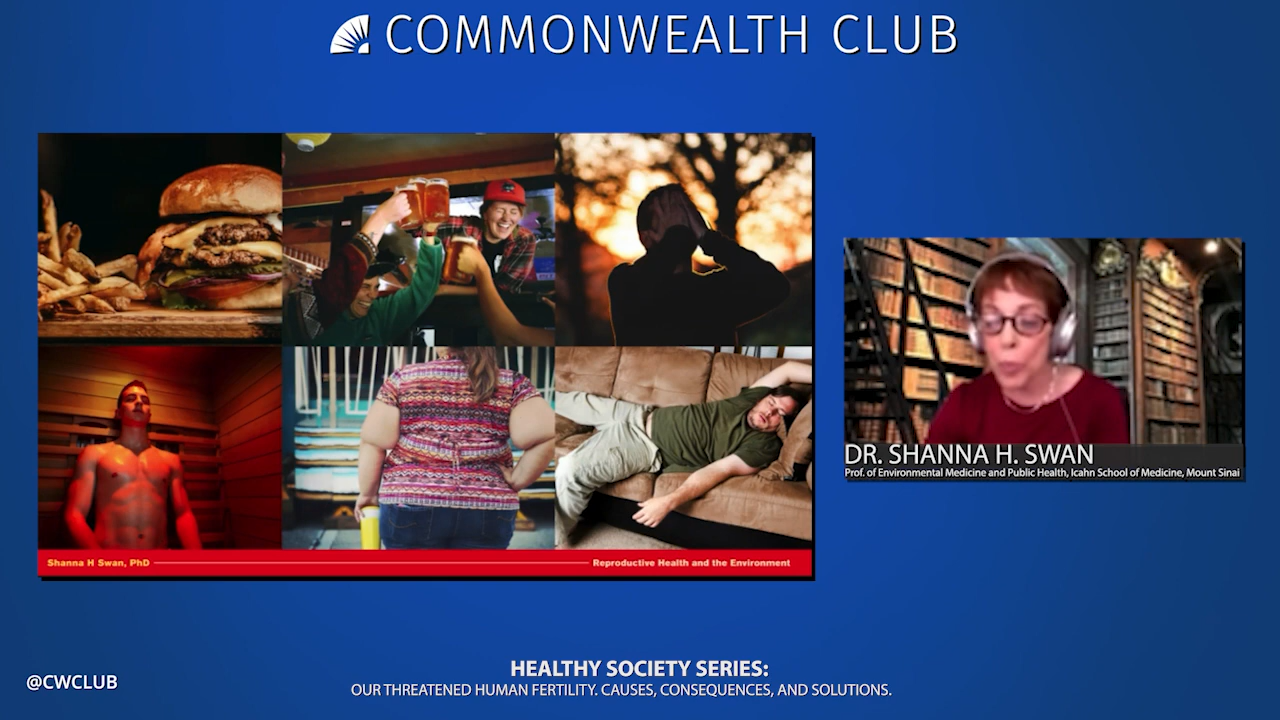 COMMONWEALTH CLUB
Shanna H Swan, PhD
Reproductive Health and the Environment
DR. SHANNA H. SWAN
Prof. of Environmental Medicine and Public Health, Icahn School of Medicine, Mount Sinai
HEALTHY SOCIETY SERIES:
@CWCLUB
OUR THREATENED HUMAN FERTILITY. CAUSES, CONSEQUENCES, AND SOLUTIONS.